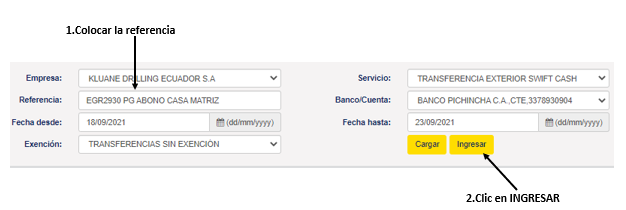 1.Colocar la referencia
Empresa: KLUANE DRILLING ECUADOR S.A Servicio: TRANSFERENCIA EXTERIOR SWIFT CASH
Referencia: EGR2930 PG ABONO CASA MATRIZ Banco/Cuenta: BANCO PICHINCHA C.A.,CTE,3378930904
Fecha desde: 18/09/2021 (dd/mm/yyyy) Fecha hasta: 23/09/2021 (dd/mm/yyyy)
Exención: TRANSFERENCIAS SIN EXENCIÓN Cargar Ingresar
2.Clic en INGRESAR